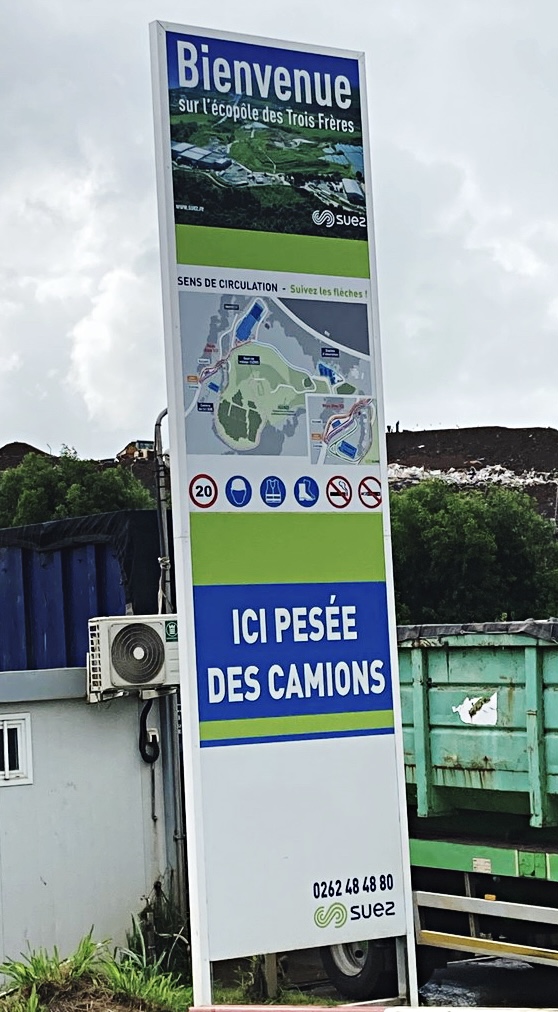 Bienvenue
sur l'écopôle des Trois Frères
www.suez.fr
suez
SENS DE CIRCULATION - Suivez les flèches !
20
ICI PESÉE
DES CAMIONS
0262 48 48 80
suez